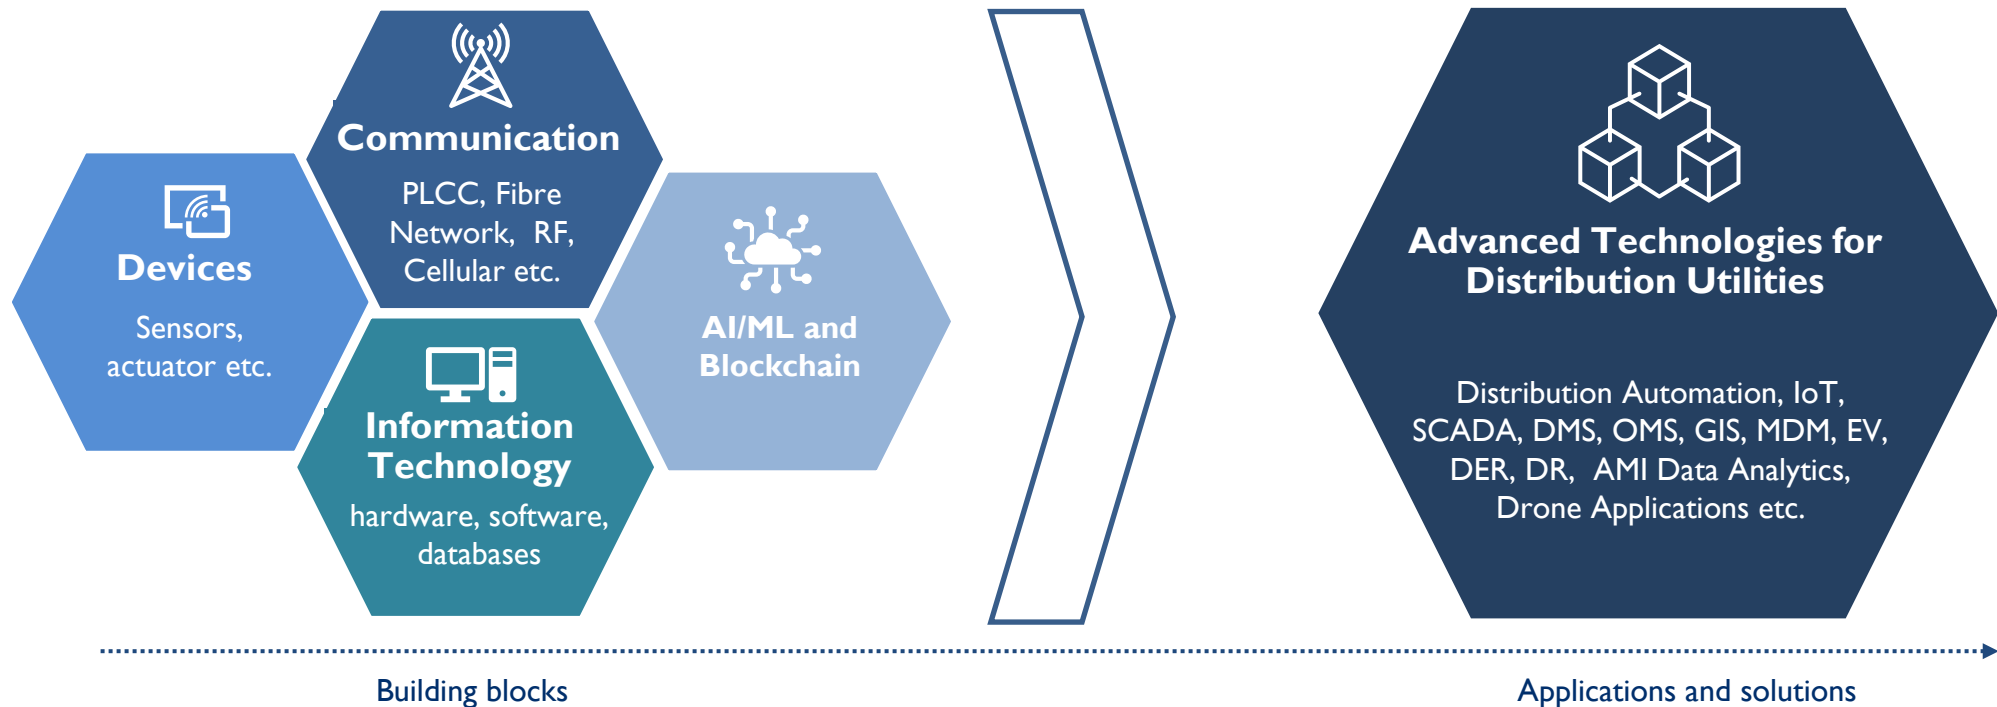 Communication
PLCC, Fibre
Network, RF,
Cellular etc.
Devices
Sensors,
actuator etc.
AI/ML and
Blockchain
Information
Technology
hardware, software,
databases
Advanced Technologies for
Distribution Utilities
Distribution Automation, IoT,
SCADA, DMS, OMS, GIS, MDM, EV,
DER, DR, AMI Data Analytics,
Drone Applications etc.
Building blocks
Applications and solutions